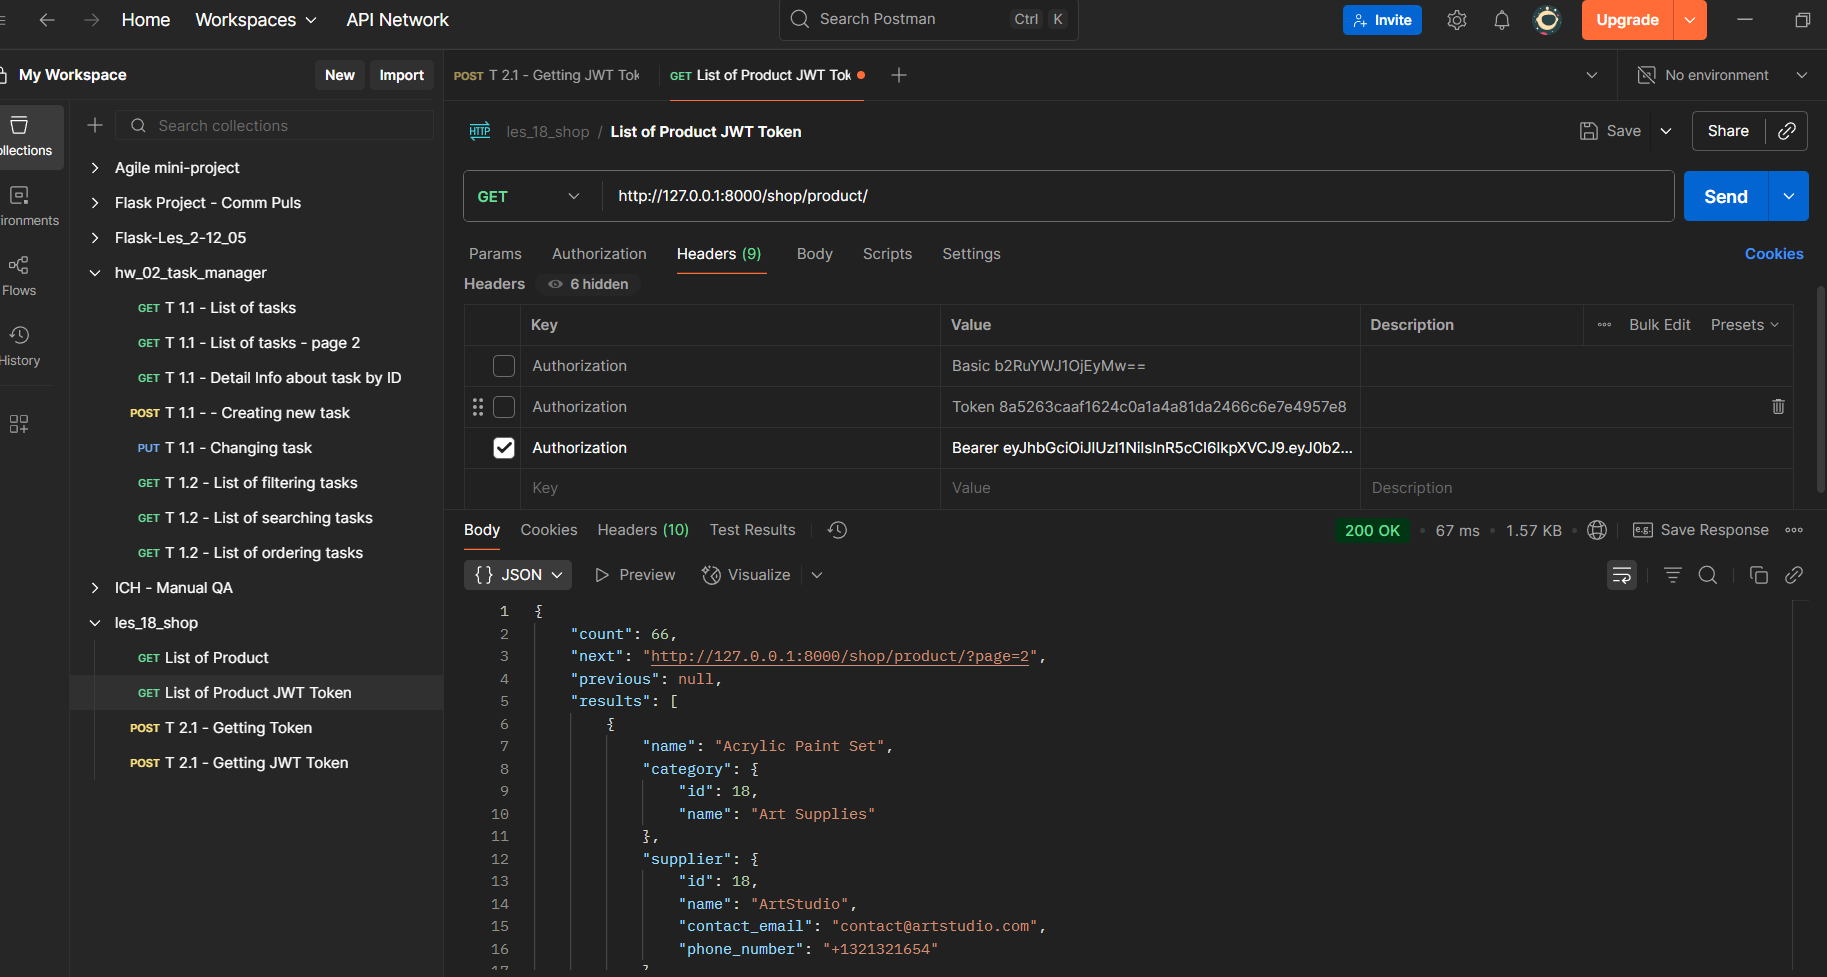 Home Workspaces API Network Search Postman Ctrl K Invite Upgrade
My Workspace New Import POST T 2.1 - Getting JWT Tok GET List of Product JWT Tok No environment
Search collections
ollections
ironments
Flows
History
Agile mini-project
Flask Project - Comm Puls
Flask-Les_2-12_05
hw_02_task_manager
GET T 1.1 - List of tasks
GET T 1.1 - List of tasks - page 2
GET T 1.1 - Detail Info about task by ID
POST T 1.1 - - Creating new task
PUT T 1.1 - Changing task
GET T 1.2 - List of filtering tasks
GET T 1.2 - List of searching tasks
GET T 1.2 - List of ordering tasks
ICH - Manual QA
les_18_shop
GET List of Product
GET List of Product JWT Token
POST T 2.1 - Getting Token
POST T 2.1 - Getting JWT Token
HTTP les_18_shop / List of Product JWT Token Save Share
GET http://127.0.0.1:8000/shop/product/ Send
Params Authorization Headers (9) Body Scripts Settings Cookies
Headers 6 hidden
Key Value Description Bulk Edit Presets
Authorization Basic b2RuYWJ1OjEyMw==
Authorization Token 8a5263caaf1624c0a1a4a81da2466c6e7e4957e8
Authorization Bearer eyJhbGciOiJIUzI1NiIsInR5cCI6IkpXVCJ9.eyJ0b2...
Key Value Description
Body Cookies Headers (10) Test Results 200 OK • 67 ms • 1.57 KB • e.g. Save Response
{} JSON Preview Visualize
1 {
2 "count": 66,
3 "next": "http://127.0.0.1:8000/shop/product/?page=2",
4 "previous": null,
5 "results": [
6 {
7 "name": "Acrylic Paint Set",
8 "category": {
9 "id": 18,
10 "name": "Art Supplies"
11 },
12 "supplier": {
13 "id": 18,
14 "name": "ArtStudio",
15 "contact_email": "contact@artstudio.com",
16 "phone_number": "+1321321654"
17 }